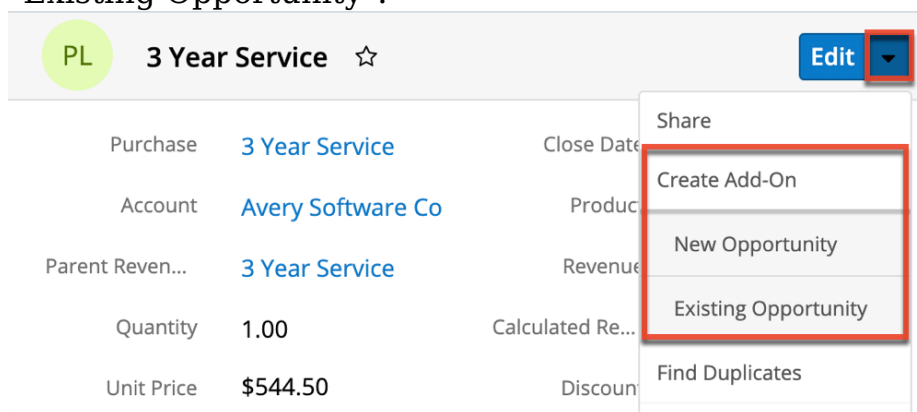 Existing Opportunity".
PL 3 Year Service Edit
Share
Purchase 3 Year Service Close Date
Create Add-On
Account Avery Software Co Produc
New Opportunity
Parent Reven... 3 Year Service Revenue
Existing Opportunity
Quantity 1.00 Calculated Re...
Find Duplicates
Unit Price $544.50 Discoun